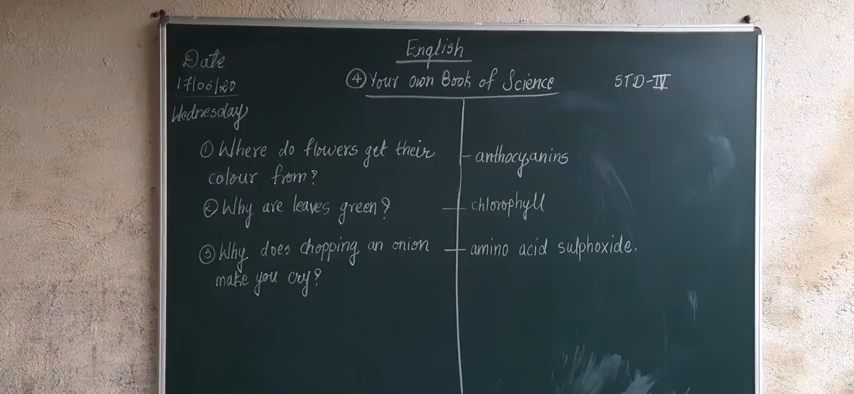 English
Date
④ Your own Book of Science
STD-IV
17/06/20
Wednesday
① Where do flowers get their
colour from?
- anthocyanins
② Why are leaves green?
- chlorophyll
③ Why does chopping an onion
make you cry?
- amino acid sulphoxide.